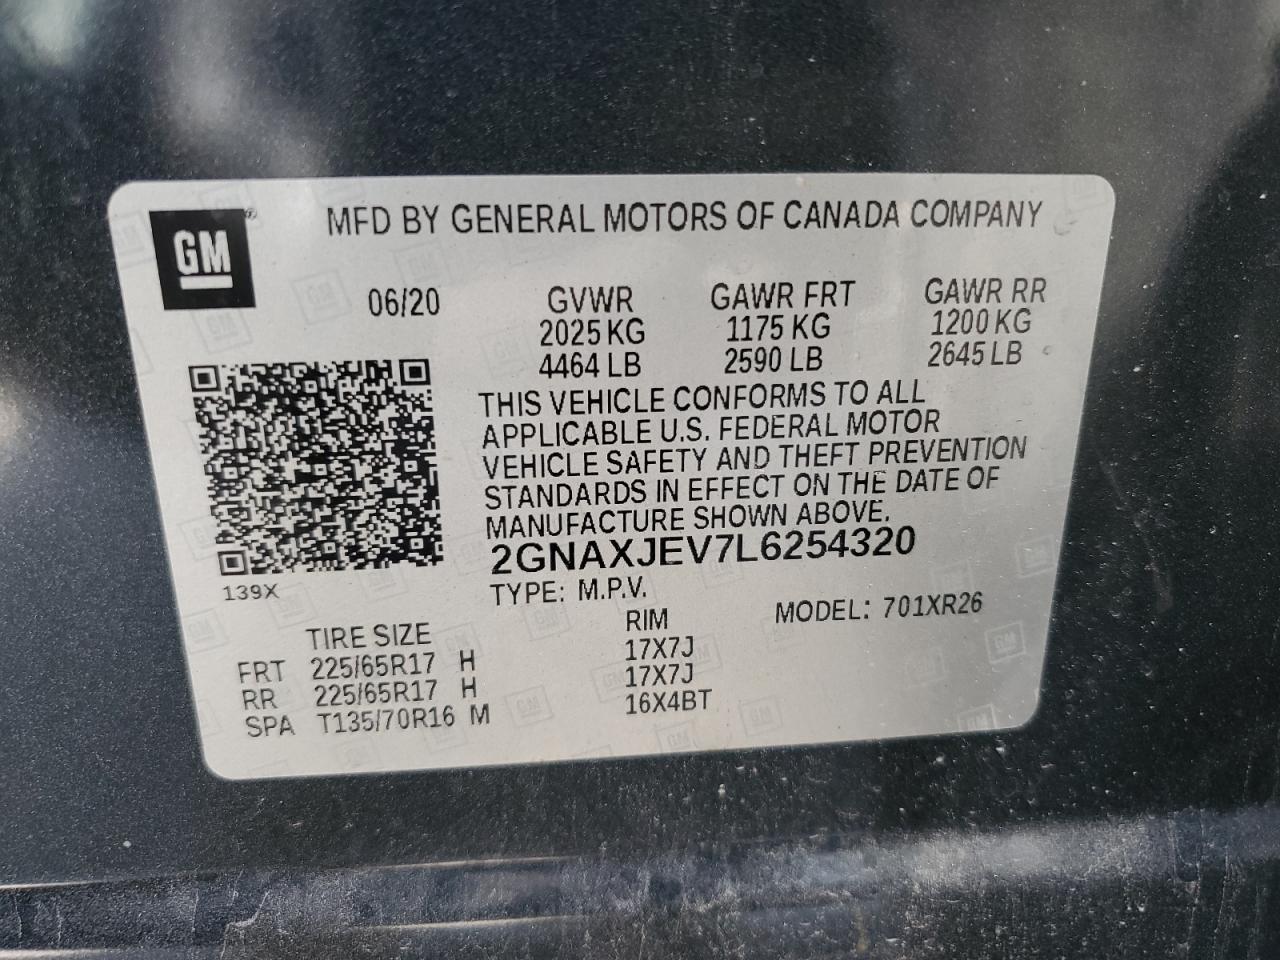 GM® MFD BY GENERAL MOTORS OF CANADA COMPANY
06/20 GVWR GAWR FRT GAWR RR
2025 KG 1175 KG 1200 KG
4464 LB 2590 LB 2645 LB
THIS VEHICLE CONFORMS TO ALL
APPLICABLE U.S. FEDERAL MOTOR
VEHICLE SAFETY AND THEFT PREVENTION
STANDARDS IN EFFECT ON THE DATE OF
MANUFACTURE SHOWN ABOVE.
2GNAXJEV7L6254320
139X
TYPE: M.P.V. MODEL: 701XR26
TIRE SIZE RIM
FRT 225/65R17 H 17X7J
RR 225/65R17 H 17X7J
SPA T135/70R16 M 16X4BT